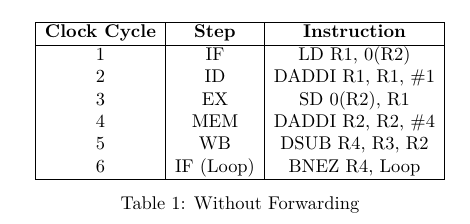 Clock Cycle Step Instruction
1 IF LD R1, 0(R2)
2 ID DADDI R1, R1, #1
3 EX SD 0(R2), R1
4 MEM DADDI R2, R2, #4
5 WB DSUB R4, R3, R2
6 IF (Loop) BNEZ R4, Loop
Table 1: Without Forwarding